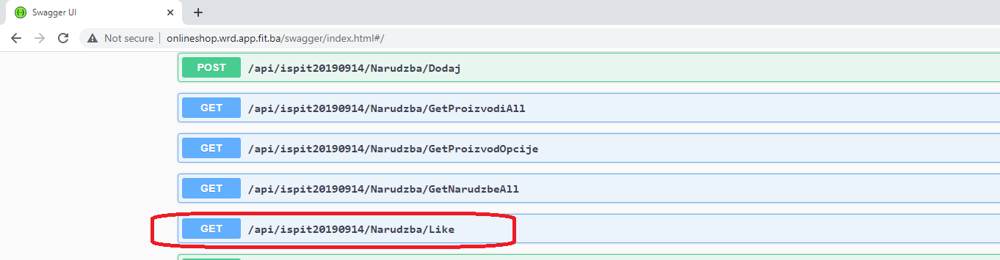 Swagger UI
Not secure onlineshop.wrd.app.fit.ba/swagger/index.html#/
POST /api/ispit20190914/Narudzba/Dodaj
GET /api/ispit20190914/Narudzba/GetProizvodiAll
GET /api/ispit20190914/Narudzba/GetProizvodOpcije
GET /api/ispit20190914/Narudzba/GetNarudzbeAll
GET /api/ispit20190914/Narudzba/Like